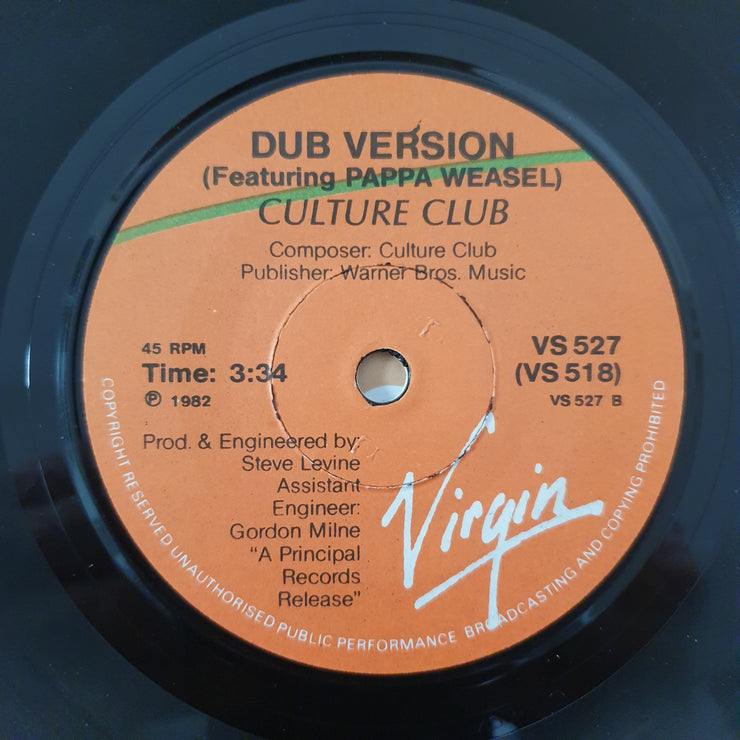 DUB VERSION
(Featuring PAPPA WEASEL)
CULTURE CLUB
Composer: Culture Club
Publisher: Warner Bros. Music
45 RPM
Time: 3:34
Ⓟ 1982
VS 527
(VS 518)
VS 527 B
Prod. & Engineered by:
Steve Levine
Assistant
Engineer:
Gordon Milne
“A Principal
Records
Release”
Virgin
COPYRIGHT RESERVED UNAUTHORISED PUBLIC PERFORMANCE BROADCASTING AND COPYING PROHIBITED